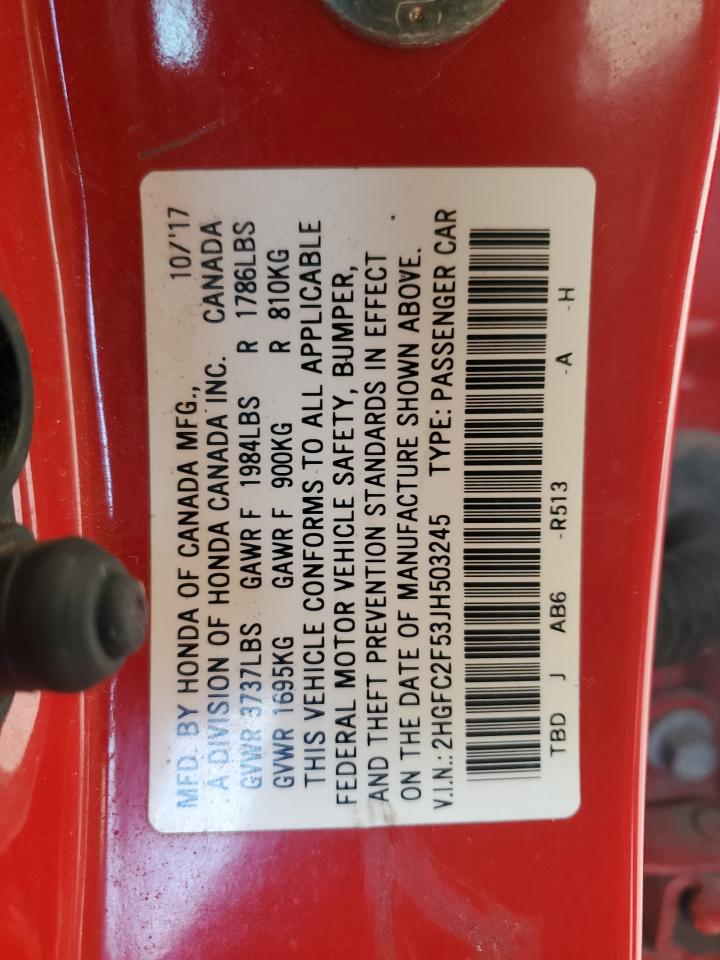 MFD. BY HONDA OF CANADA MFG., 10/'17
A DIVISION OF HONDA CANADA INC. CANADA
GVWR 3737LBS GAWR F 1984LBS R 1786LBS
GVWR 1695KG GAWR F 900KG R 810KG
THIS VEHICLE CONFORMS TO ALL APPLICABLE
FEDERAL MOTOR VEHICLE SAFETY, BUMPER,
AND THEFT PREVENTION STANDARDS IN EFFECT
ON THE DATE OF MANUFACTURE SHOWN ABOVE.
V.I.N.: 2HGFC2F53JH503245 TYPE: PASSENGER CAR
TBD J AB6 -R513 -A -H